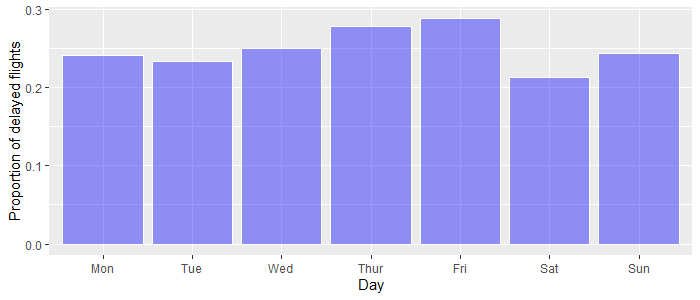 Proportion of delayed flights
0.3
0.2
0.1
0.0
Mon Tue Wed Thur Fri Sat Sun
Day